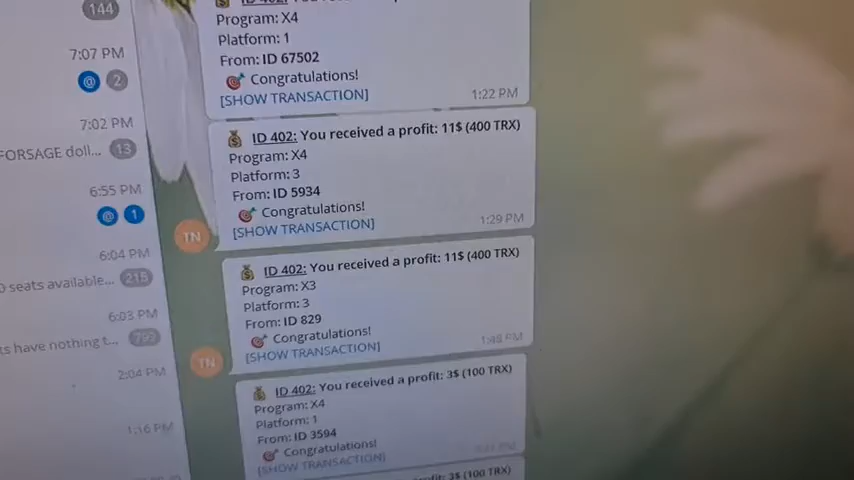 144
7:07 PM
@ 2
7:02 PM
FORSAGE doll... 13
6:55 PM
@ 1
6:04 PM
seats available... 215
6:03 PM
ts have nothing t...
2:04 PM
1:16 PM
Program: X4
Platform: 1
From: ID 67502
Congratulations!
[SHOW TRANSACTION]
1:22 PM
ID 402: You received a profit: 11$ (400 TRX)
Program: X4
Platform: 3
From: ID 5934
Congratulations!
[SHOW TRANSACTION]
1:29 PM
TN
ID 402: You received a profit: 11$ (400 TRX)
Program: X3
Platform: 3
From: ID 829
Congratulations!
[SHOW TRANSACTION]
TN
ID 402: You received a profit: 3$ (100 TRX)
Program: X4
Platform: 1
From: ID 3594
Congratulations!
[SHOW TRANSACTION]
profit: 3$ (100 TRX)